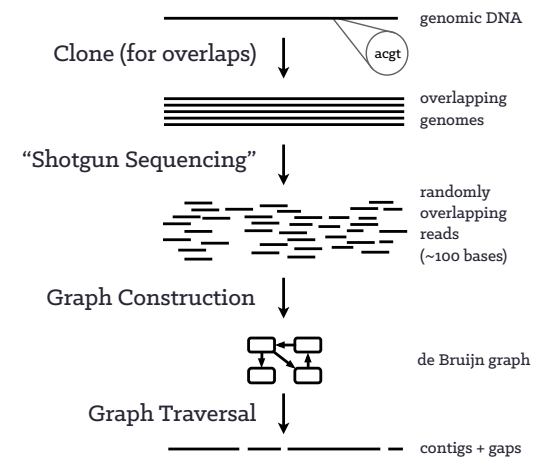 genomic DNA
Clone (for overlaps)
acgt
overlapping
genomes
“Shotgun Sequencing”
randomly
overlapping
reads
(~100 bases)
Graph Construction
de Bruijn graph
Graph Traversal
contigs + gaps